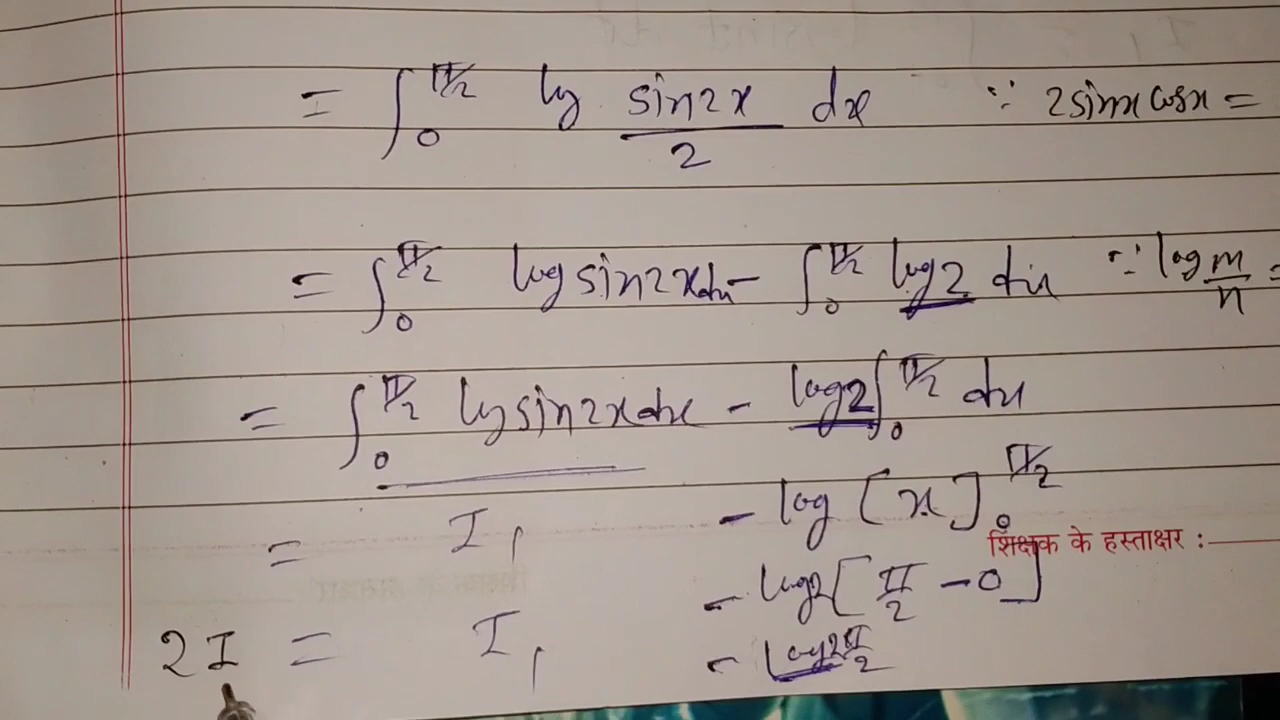 = ∫₀^π/2 log sin2x/2 dx ∵ 2sinx cosx =
= ∫₀^π/2 log sin2x dx - ∫₀^π/2 log2 dx ∵ log m/n =
= ∫₀^π/2 log sin2x dx - log2 ∫₀^π/2 dx
= I₁ - log [x]₀^π/2
शिक्षक के हस्ताक्षर :
- log2[π/2 - 0]
2I = I₁ - log2 π/2